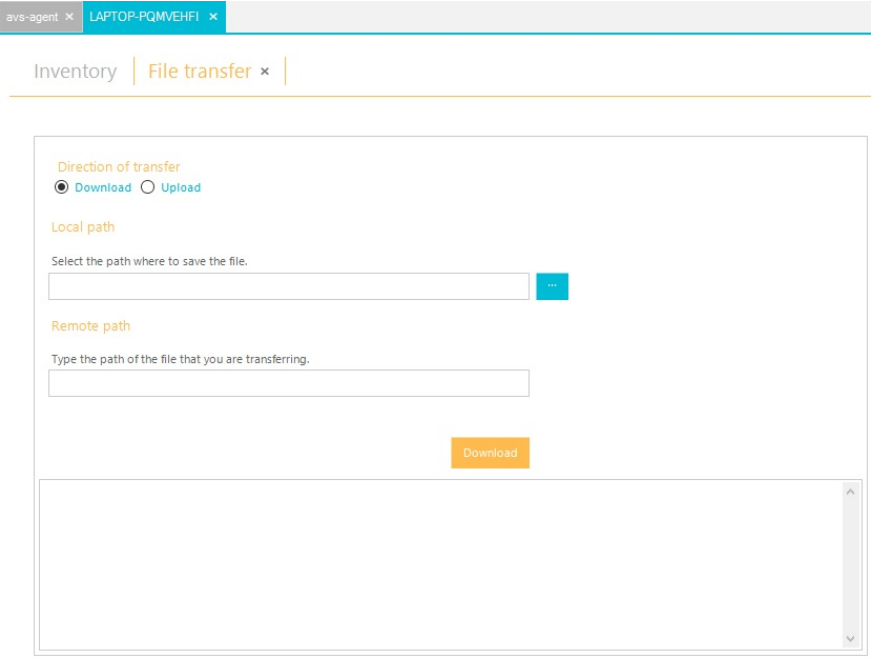 avs-agent × LAPTOP-PQMVEHFI ×
Inventory File transfer ×
Direction of transfer
Download Upload
Local path
Select the path where to save the file.
...
Remote path
Type the path of the file that you are transferring.
Download